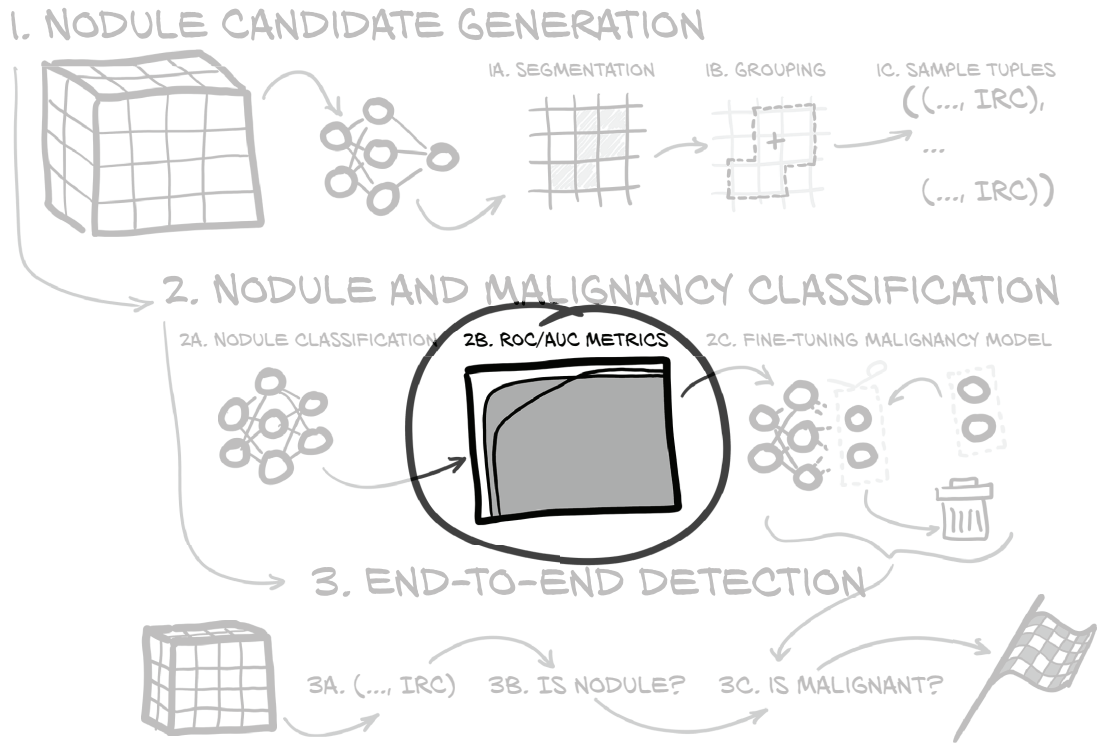 1. NODULE CANDIDATE GENERATION
1A. SEGMENTATION
1B. GROUPING
1C. SAMPLE TUPLES
((..., IRC),
...
(..., IRC))
2. NODULE AND MALIGNANCY CLASSIFICATION
2A. NODULE CLASSIFICATION
2B. ROC/AUC METRICS
2C. FINE-TUNING MALIGNANCY MODEL
3. END-TO-END DETECTION
3A. (..., IRC)
3B. IS NODULE?
3C. IS MALIGNANT?